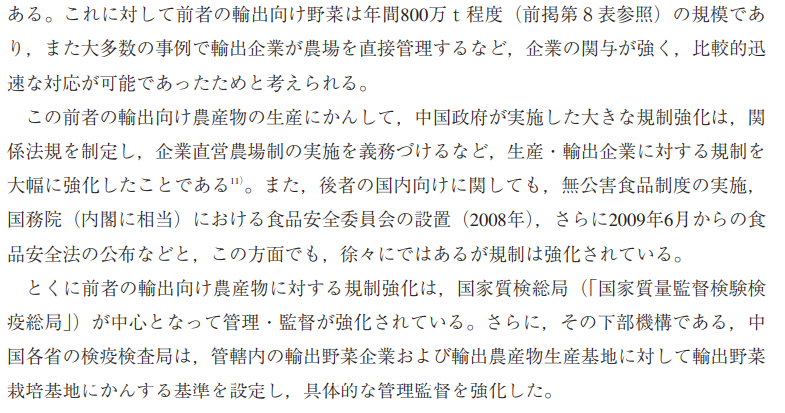 ある。これに対して前者の輸出向け野菜は年間800万ｔ程度（前掲第８表参照）の規模であ
り，また大多数の事例で輸出企業が農場を直接管理するなど，企業の関与が強く，比較的迅
速な対応が可能であったためと考えられる。
　この前者の輸出向け農産物の生産にかんして，中国政府が実施した大きな規制強化は，関
係法規を制定し，企業直営農場制の実施を義務づけるなど，生産・輸出企業に対する規制を
大幅に強化したことである11）。また，後者の国内向けに関しても，無公害食品制度の実施，
国務院（内閣に相当）における食品安全委員会の設置（2008年），さらに2009年6月からの食
品安全法の公布などと，この方面でも，徐々にではあるが規制は強化されている。
　とくに前者の輸出向け農産物に対する規制強化は，国家質検総局（「国家質量監督検験検
疫総局」）が中心となって管理・監督が強化されている。さらに，その下部機構である，中
国各省の検疫検査局は，管轄内の輸出野菜企業および輸出農産物生産基地に対して輸出野菜
栽培基地にかんする基準を設定し，具体的な管理監督を強化した。